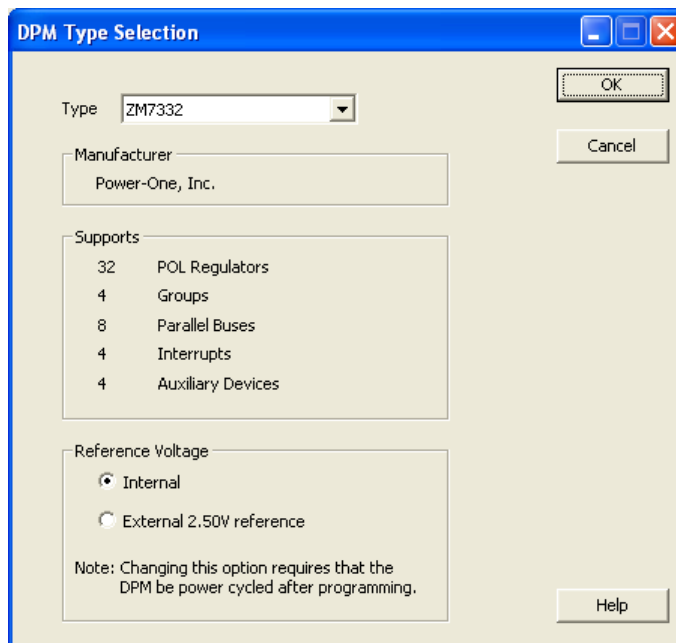 DPM Type Selection
OK
Type ZM7332
Cancel
Manufacturer
Power-One, Inc.
Supports
32 POL Regulators
4 Groups
8 Parallel Buses
4 Interrupts
4 Auxiliary Devices
Reference Voltage
Internal
External 2.50V reference
Note: Changing this option requires that the
DPM be power cycled after programming.
Help